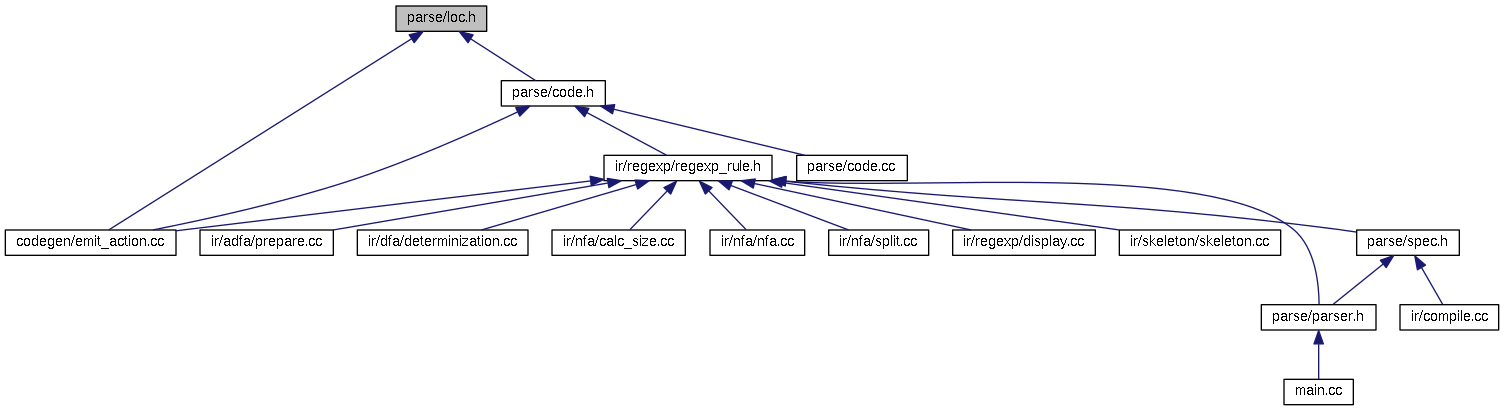 parse/loc.h
parse/code.h
ir/regexp/regexp_rule.h
parse/code.cc
codegen/emit_action.cc
ir/adfa/prepare.cc
ir/dfa/determinization.cc
ir/nfa/calc_size.cc
ir/nfa/nfa.cc
ir/nfa/split.cc
ir/regexp/display.cc
ir/skeleton/skeleton.cc
parse/spec.h
parse/parser.h
ir/compile.cc
main.cc